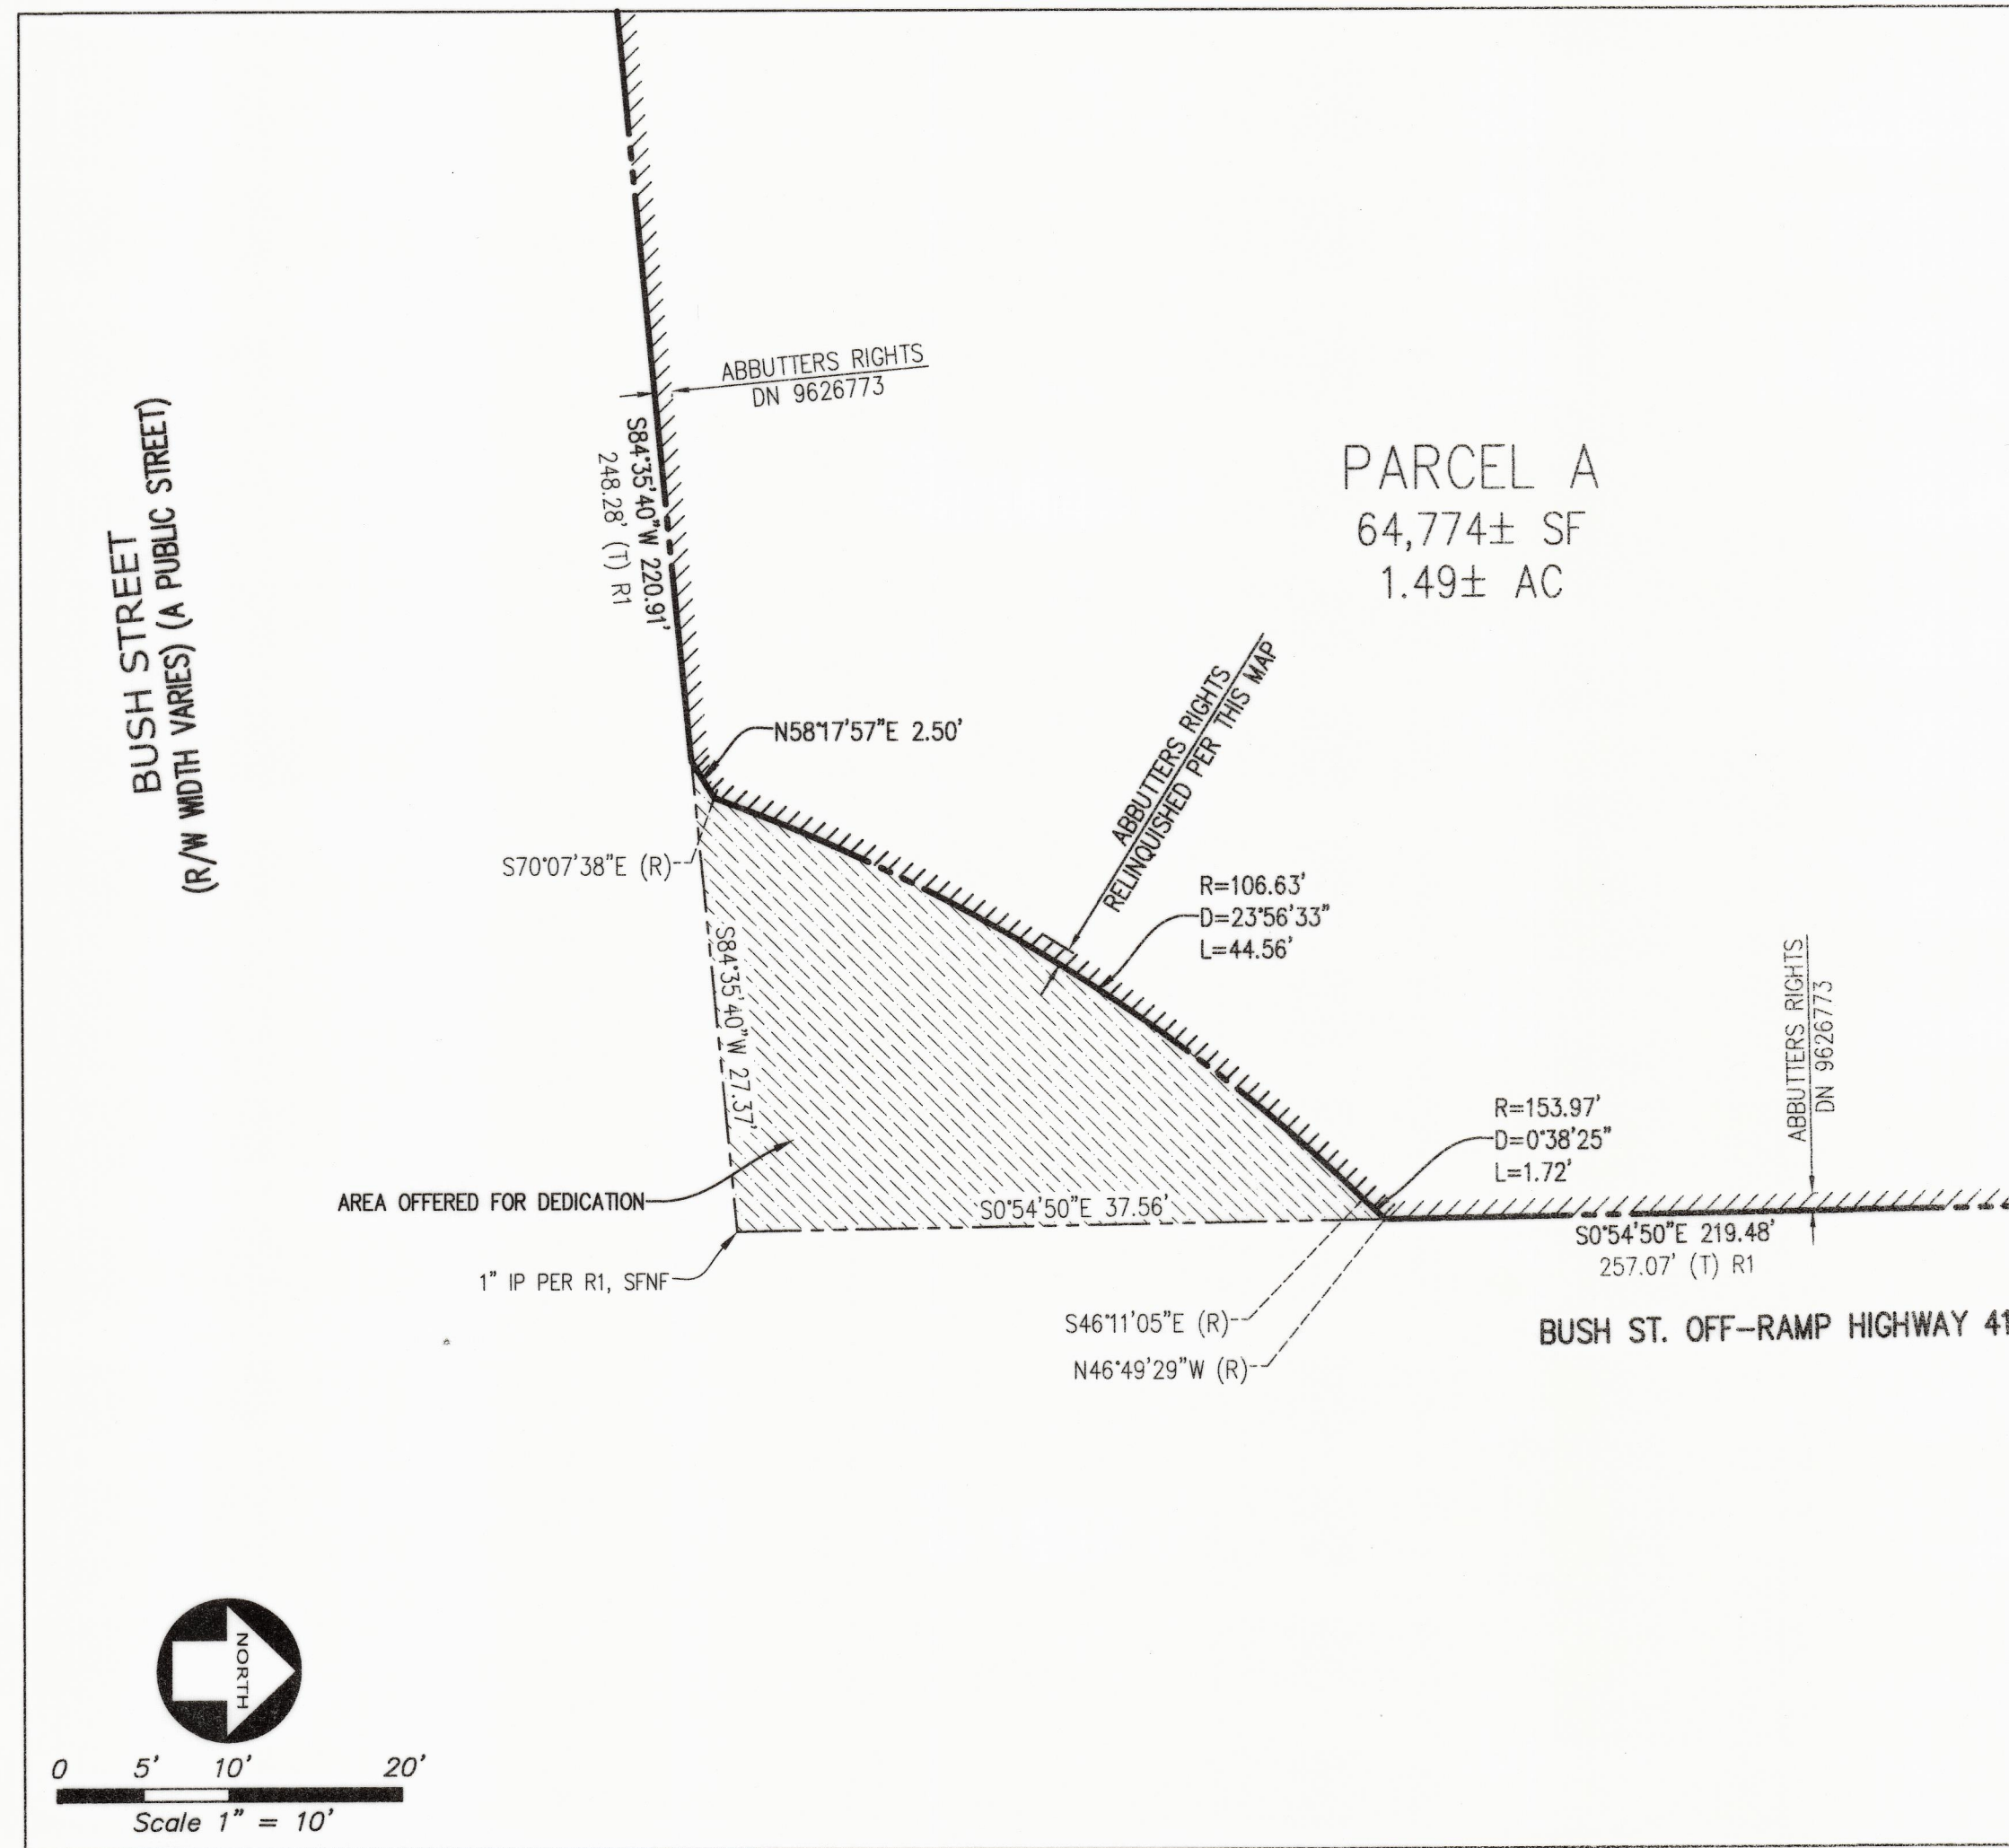 ABBUTTERS RIGHTS
DN 9626773
S84°35'40"W 220.91'
248.28' (T) R1
BUSH STREET
(R/W WIDTH VARIES) (A PUBLIC STREET)
PARCEL A
64,774± SF
1.49± AC
N58°17'57"E 2.50'
ABBUTTERS RIGHTS
RELINQUISHED PER THIS MAP
S70°07'38"E (R)
R=106.63'
D=23°56'33"
L=44.56'
S84°35'40"W 27.37'
ABBUTTERS RIGHTS
DN 9626773
R=153.97'
D=0°38'25"
L=1.72'
AREA OFFERED FOR DEDICATION
S0°54'50"E 37.56'
S0°54'50"E 219.48'
257.07' (T) R1
1" IP PER R1, SFNF
S46°11'05"E (R)
N46°49'29"W (R)
BUSH ST. OFF-RAMP HIGHWAY 41
NORTH
0 5' 10' 20'
Scale 1" = 10'